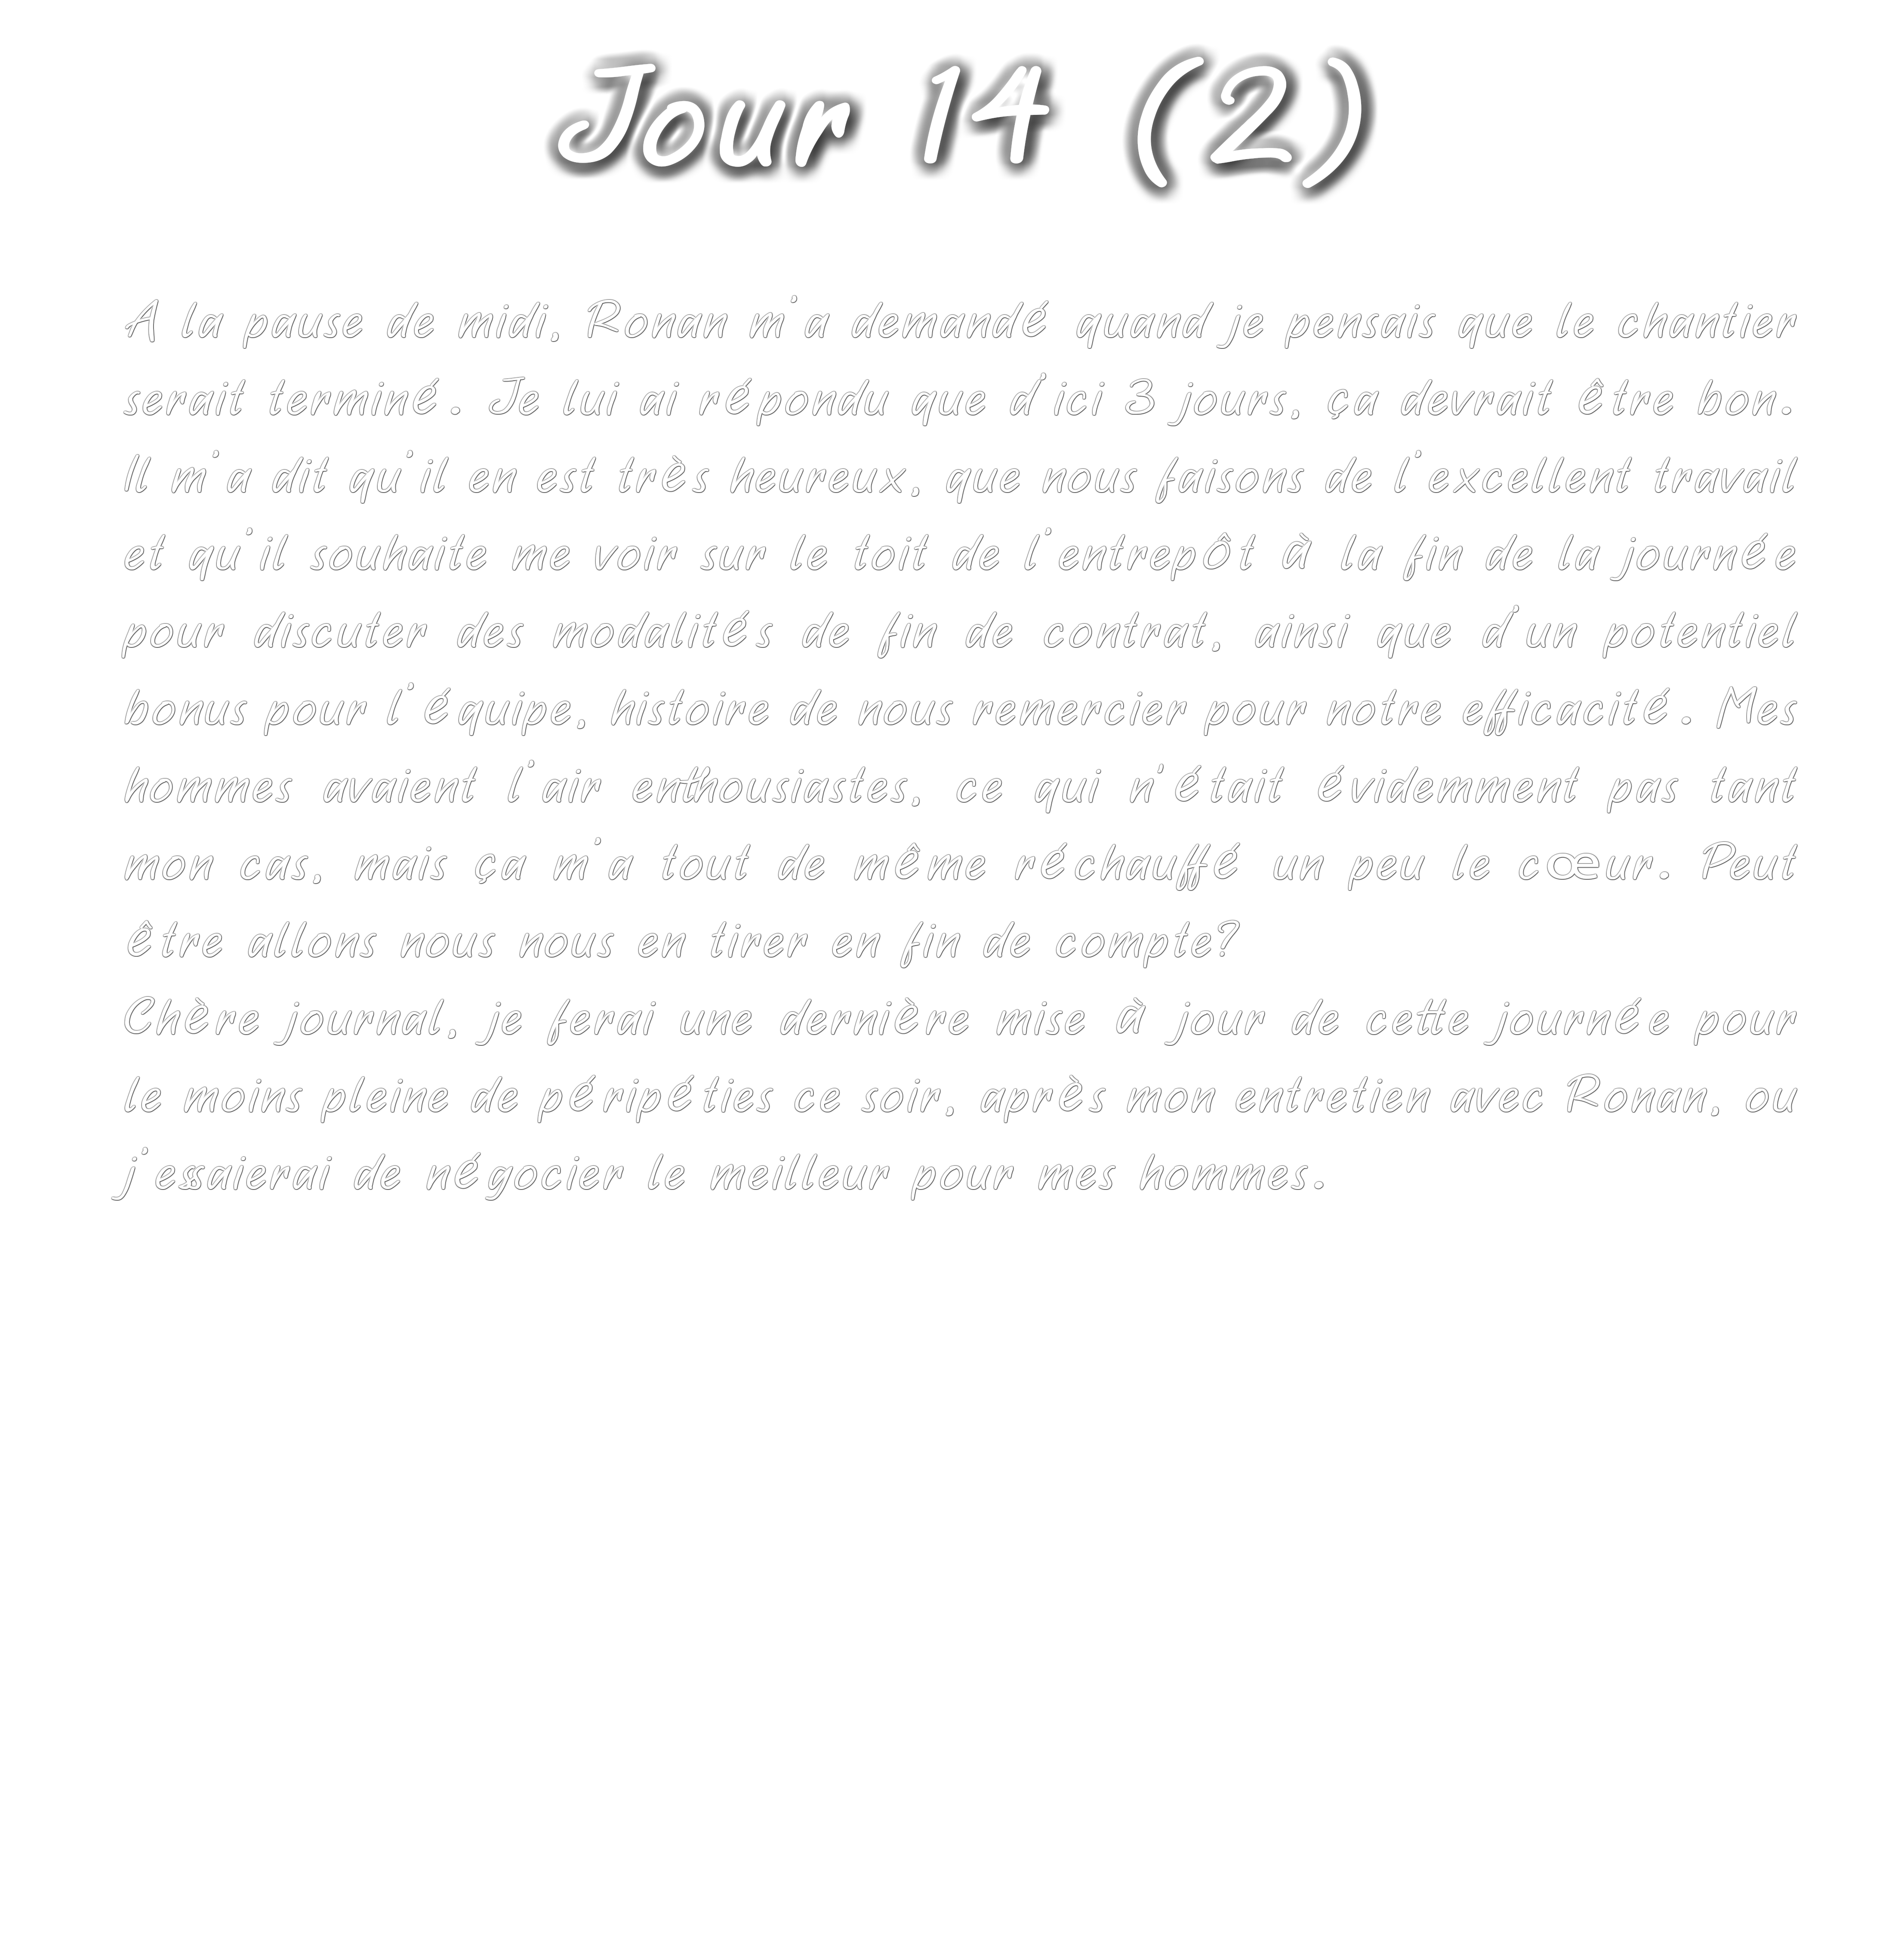 Jour 14 (2)
A la pause de midi, Ronan m'a demandé quand je pensais que le chantier
serait terminé. Je lui ai répondu que d'ici 3 jours, ça devrait être bon.
Il m'a dit qu'il en est très heureux, que nous faisons de l'excellent travail
et qu'il souhaite me voir sur le toit de l'entrepôt à la fin de la journée
pour discuter des modalités de fin de contrat, ainsi que d'un potentiel
bonus pour l'équipe, histoire de nous remercier pour notre efficacité. Mes
hommes avaient l'air enthousiastes, ce qui n'était évidemment pas tant
mon cas, mais ça m'a tout de même réchauffé un peu le cœur. Peut
être allons nous nous en tirer en fin de compte?
Chère journal, je ferai une dernière mise à jour de cette journée pour
le moins pleine de péripéties ce soir, après mon entretien avec Ronan, ou
j'essaierai de négocier le meilleur pour mes hommes.